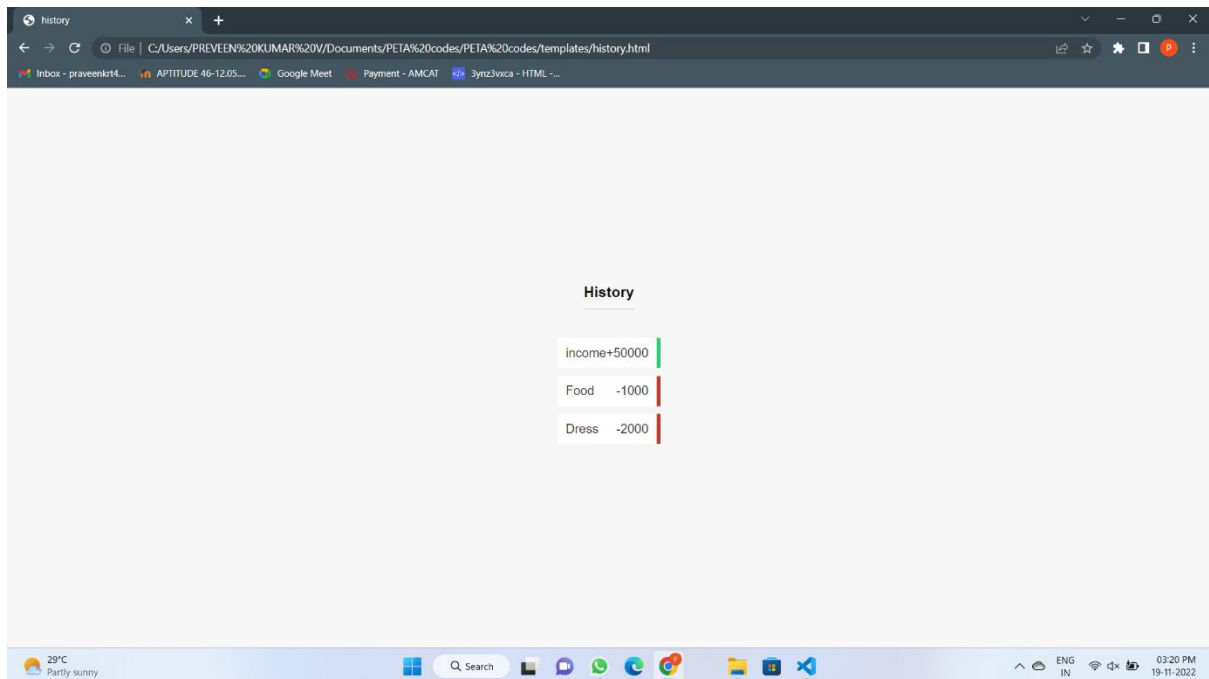 history
File | C:/Users/PREVEEN%20KUMAR%20V/Documents/PETA%20codes/PETA%20codes/templates/history.html
Inbox - praveenkrt4... APTITUDE 46-12.05.... Google Meet Payment - AMCAT 3ynz3vxca - HTML -...
History
income+50000
Food -1000
Dress -2000
29°C
Partly sunny
Search
ENG
IN
03:20 PM
19-11-2022